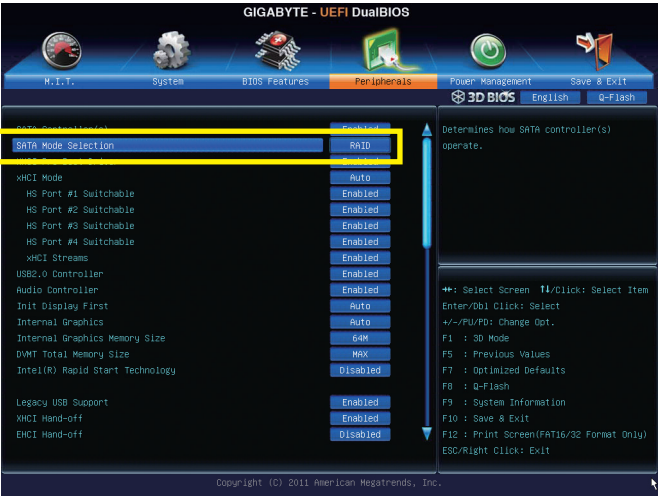 GIGABYTE - UEFI DualBIOS
M.I.T.
System
BIOS Features
Peripherals
Power Management
Save & Exit
3D BIOS
English
Q-Flash
SATA Controller(s) Enabled
SATA Mode Selection RAID
Enabled
xHCI Mode Auto
HS Port #1 Switchable Enabled
HS Port #2 Switchable Enabled
HS Port #3 Switchable Enabled
HS Port #4 Switchable Enabled
xHCI Streams Enabled
USB2.0 Controller Enabled
Audio Controller Enabled
Init Display First Auto
Internal Graphics Auto
Internal Graphics Memory Size 64M
DVMT Total Memory Size MAX
Intel(R) Rapid Start Technology Disabled
Legacy USB Support Enabled
XHCI Hand-off Enabled
EHCI Hand-off Disabled
Determines how SATA controller(s)
operate.
↔: Select Screen ↑↓/Click: Select Item
Enter/Dbl Click: Select
+/-/PU/PD: Change Opt.
F1 : 3D Mode
F5 : Previous Values
F7 : Optimized Defaults
F8 : Q-Flash
F9 : System Information
F10 : Save & Exit
F12 : Print Screen(FAT16/32 Format Only)
ESC/Right Click: Exit
Copyright (C) 2011 American Megatrends, Inc.